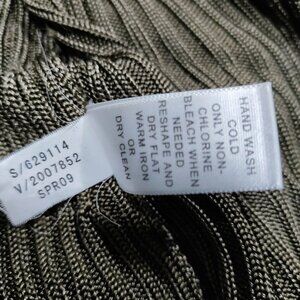 S/629114
V/2007852
SPR09
HAND WASH
COLD
ONLY NON-
CHLORINE
BLEACH WHEN
NEEDED
RESHAPE AND
DRY FLAT
WARM IRON
OR
DRY CLEAN